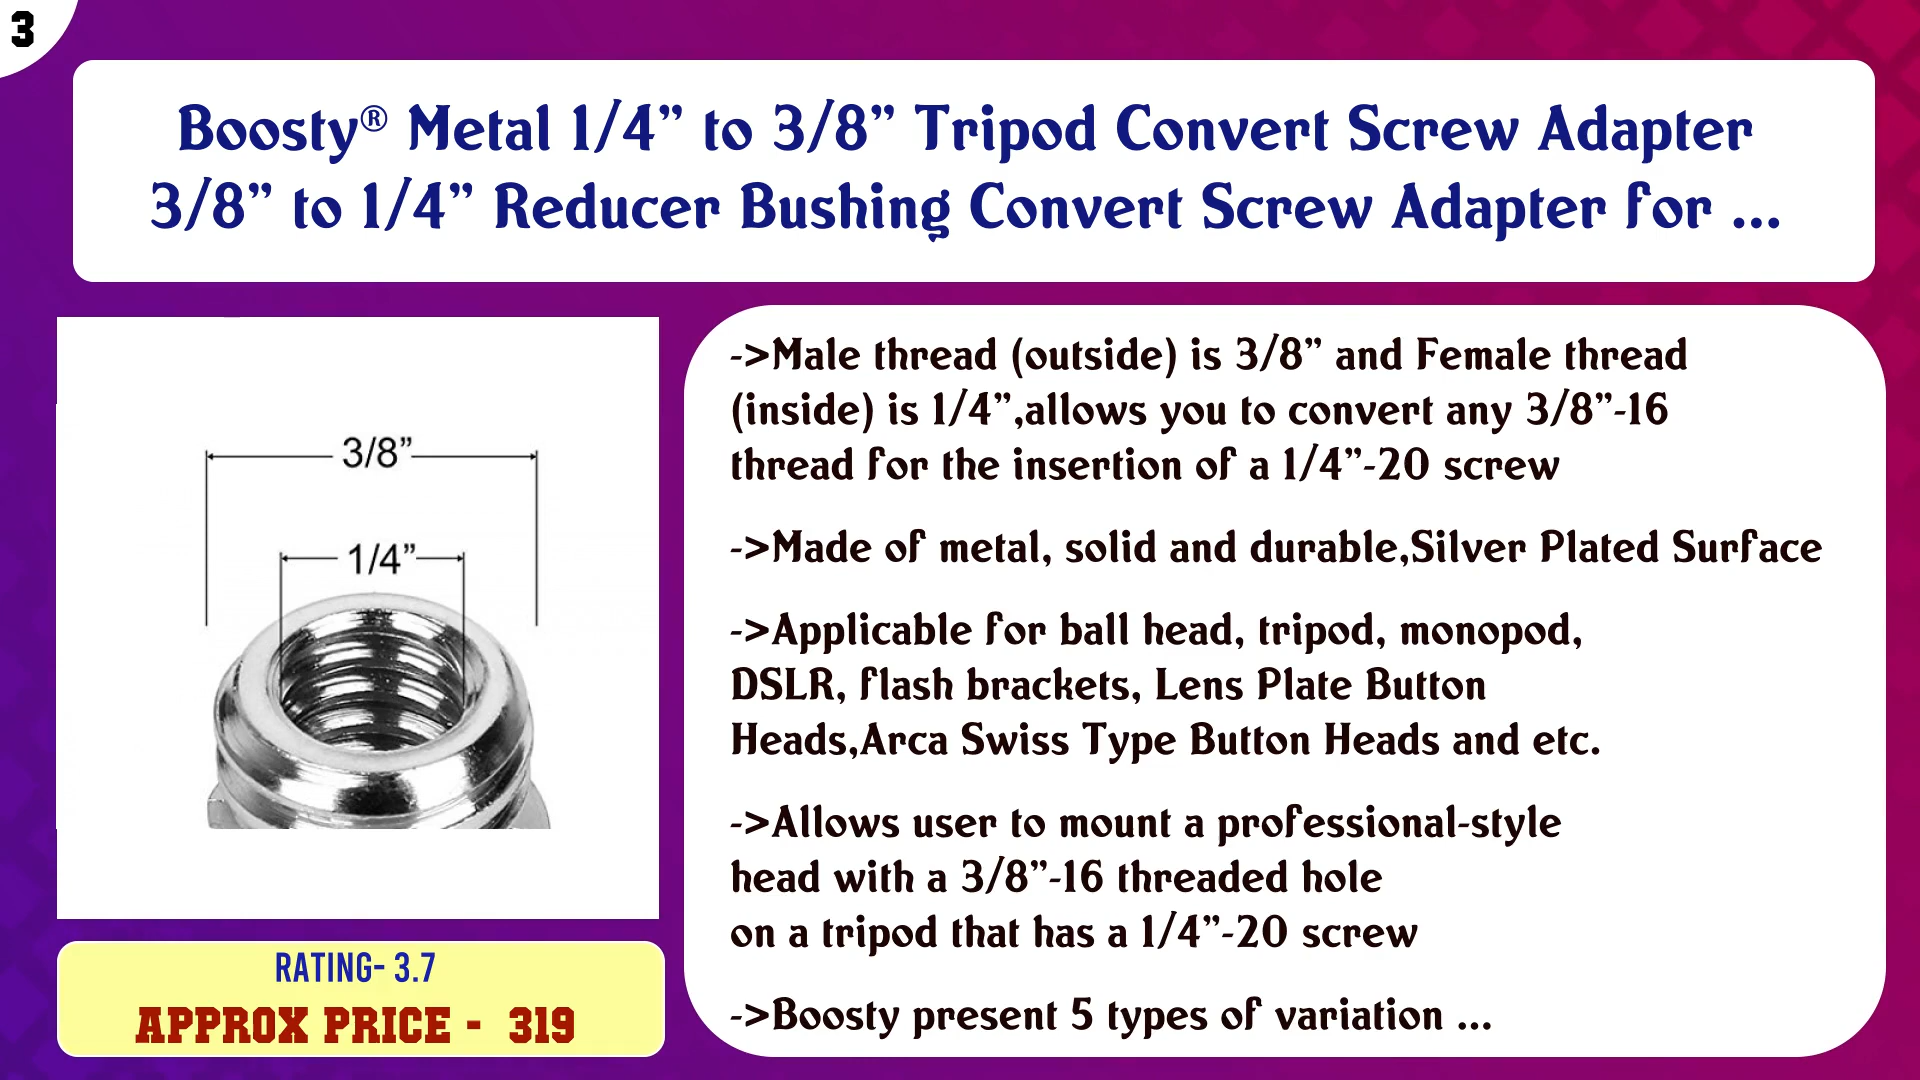 3
Boosty® Metal 1/4” to 3/8” Tripod Convert Screw Adapter
3/8” to 1/4” Reducer Bushing Convert Screw Adapter for ...
3/8”
1/4”
RATING- 3.7
APPROX PRICE - 319
->Male thread (outside) is 3/8” and Female thread
(inside) is 1/4”,allows you to convert any 3/8”-16
thread for the insertion of a 1/4”-20 screw
->Made of metal, solid and durable,Silver Plated Surface
->Applicable for ball head, tripod, monopod,
DSLR, flash brackets, Lens Plate Button
Heads,Arca Swiss Type Button Heads and etc.
->Allows user to mount a professional-style
head with a 3/8”-16 threaded hole
on a tripod that has a 1/4”-20 screw
->Boosty present 5 types of variation ...